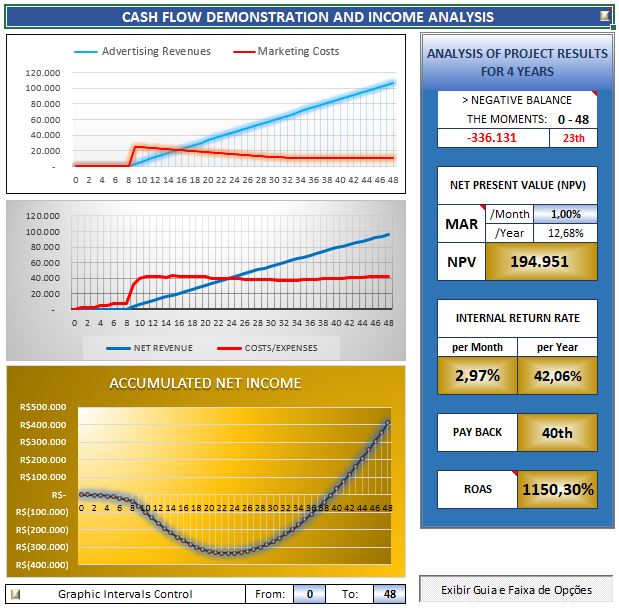 CASH FLOW DEMONSTRATION AND INCOME ANALYSIS
Advertising Revenues Marketing Costs
120.000
100.000
80.000
60.000
40.000
20.000
-
0 2 4 6 8 10 12 14 16 18 20 22 24 26 28 30 32 34 36 38 40 42 44 46 48
120.000
100.000
80.000
60.000
40.000
20.000
-
0 2 4 6 8 10 12 14 16 18 20 22 24 26 28 30 32 34 36 38 40 42 44 46 48
NET REVENUE COSTS/EXPENSES
ACCUMULATED NET INCOME
R$500.000
R$400.000
R$300.000
R$200.000
R$100.000
R$-
R$(100.000)
R$(200.000)
R$(300.000)
R$(400.000)
0 2 4 6 8 10 12 14 16 18 20 22 24 26 28 30 32 34 36 38 40 42 44 46 48
Graphic Intervals Control From: 0 To: 48
ANALYSIS OF PROJECT RESULTS
FOR 4 YEARS
> NEGATIVE BALANCE
THE MOMENTS: 0 - 48
-336.131 23th
NET PRESENT VALUE (NPV)
MAR /Month 1,00%
/Year 12,68%
NPV 194.951
INTERNAL RETURN RATE
per Month per Year
2,97% 42,06%
PAY BACK 40th
ROAS 1150,30%
Exibir Guia e Faixa de Opções